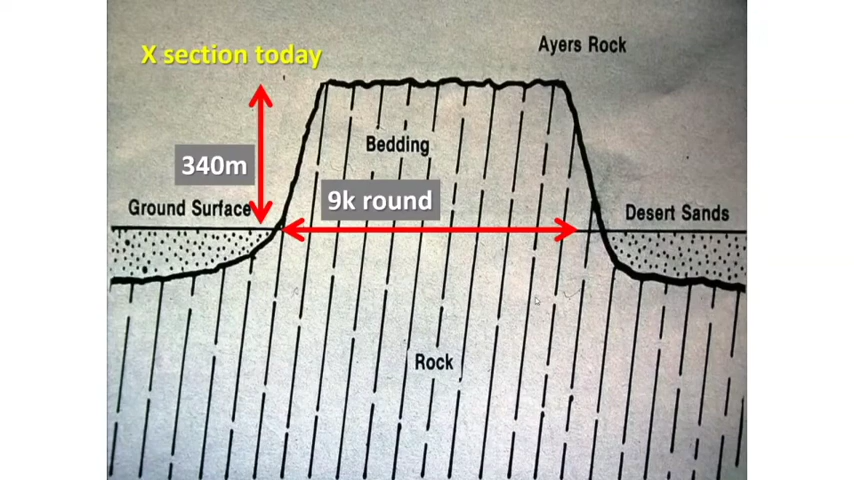 X section today
Ayers Rock
Bedding
340m
9k round
Ground Surface
Desert Sands
Rock